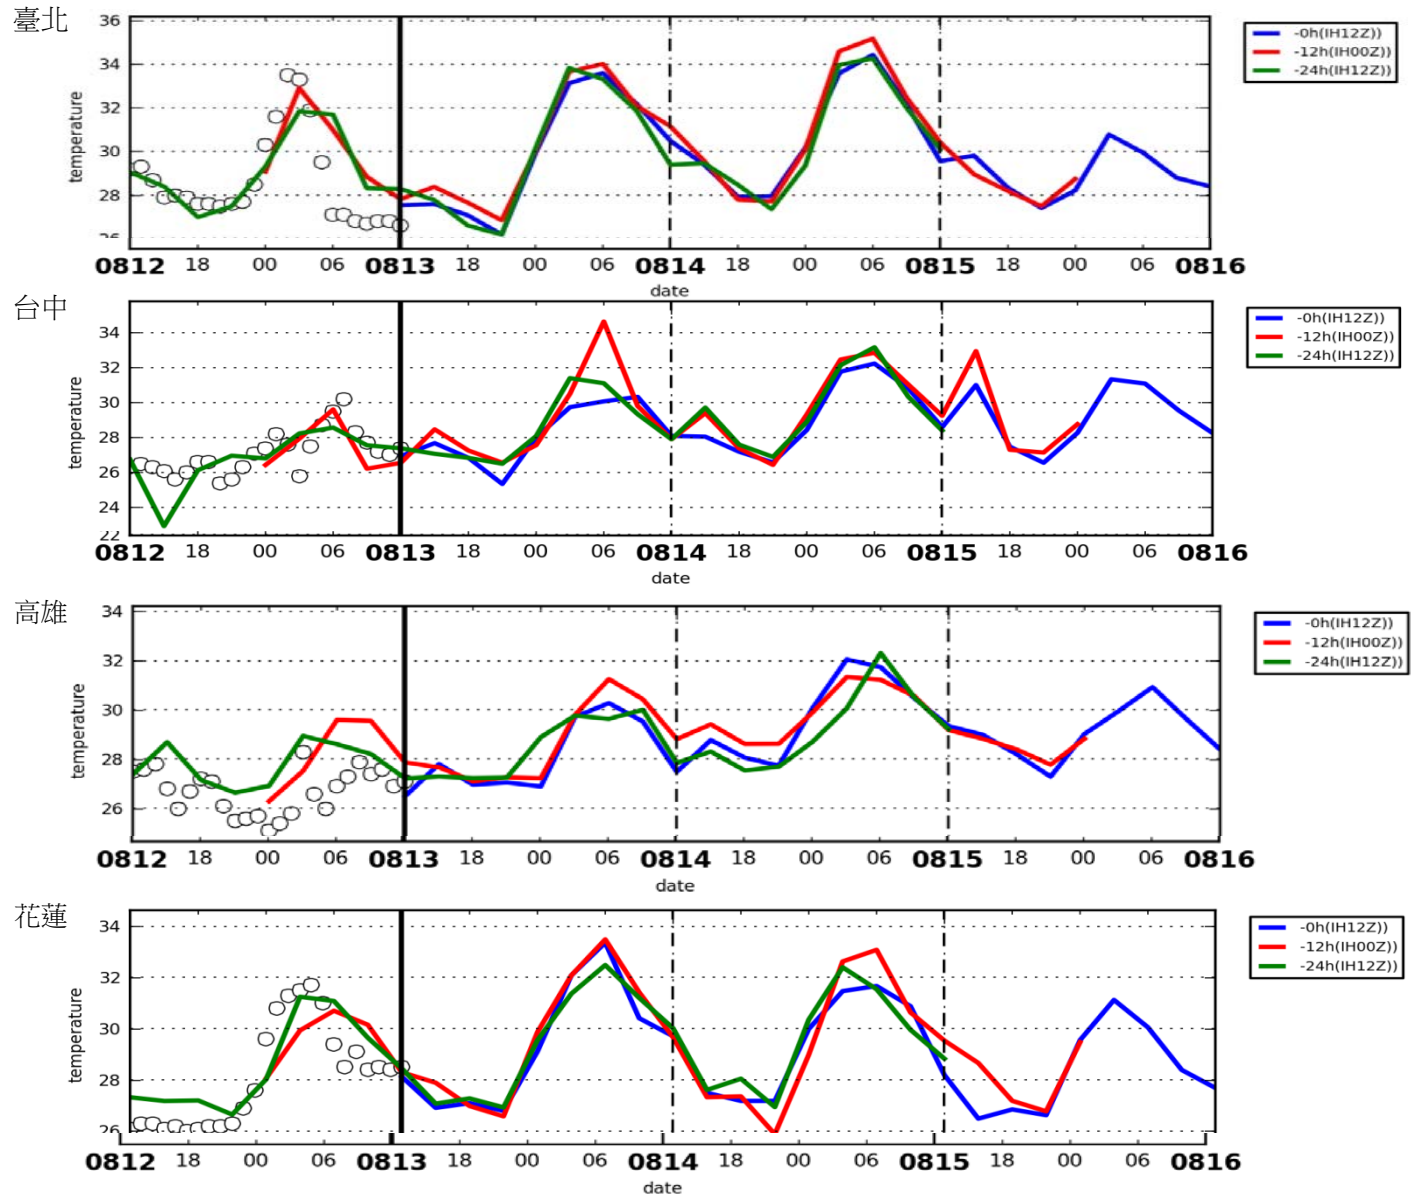 臺北
36
34
32
30
28
26
temperature
0812 18 00 06 0813 18 00 06 0814 18 00 06 0815 18 00 06 0816
date
-0h(IH12Z))
-12h(IH00Z))
-24h(IH12Z))
台中
34
32
30
28
26
24
22
temperature
0812 18 00 06 0813 18 00 06 0814 18 00 06 0815 18 00 06 0816
date
-0h(IH12Z))
-12h(IH00Z))
-24h(IH12Z))
高雄
34
32
30
28
26
temperature
0812 18 00 06 0813 18 00 06 0814 18 00 06 0815 18 00 06 0816
date
-0h(IH12Z))
-12h(IH00Z))
-24h(IH12Z))
花蓮
34
32
30
28
26
temperature
0812 18 00 06 0813 18 00 06 0814 18 00 06 0815 18 00 06 0816
date
-0h(IH12Z))
-12h(IH00Z))
-24h(IH12Z))